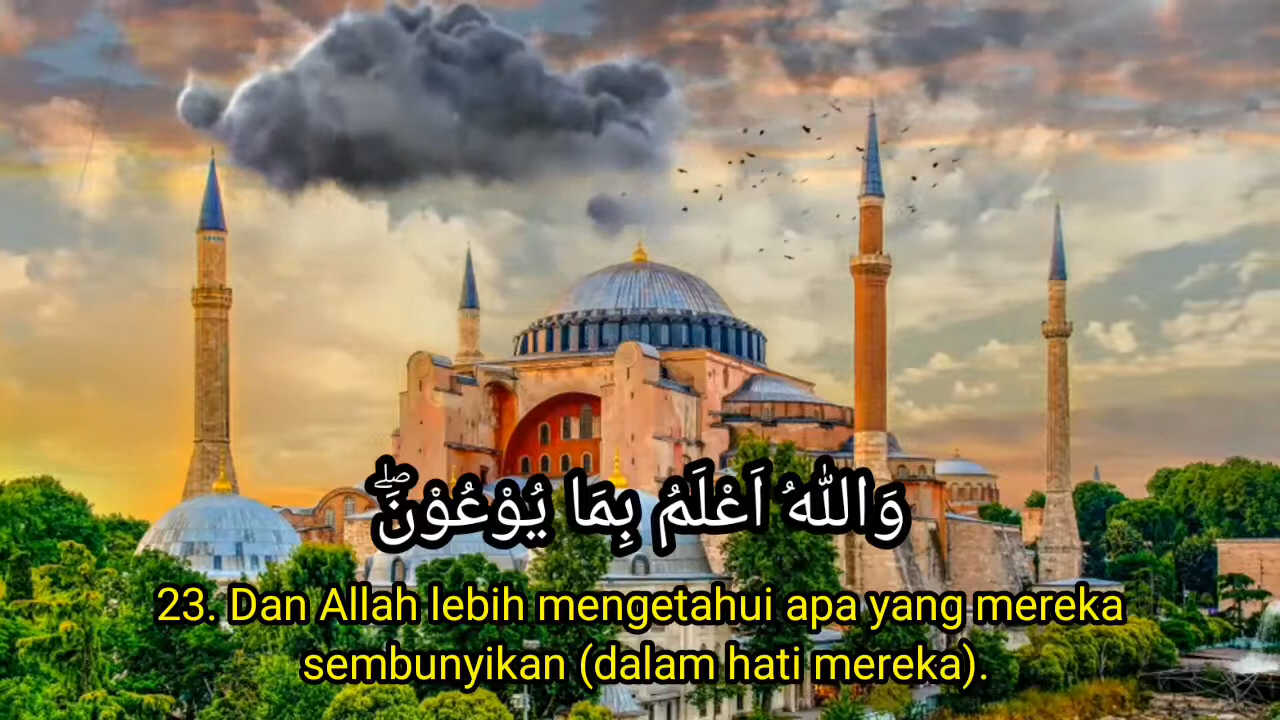 وَاللّٰهُ اَعْلَمُ بِمَا يُوْعُوْنَۖ
23. Dan Allah lebih mengetahui apa yang mereka
sembunyikan (dalam hati mereka).